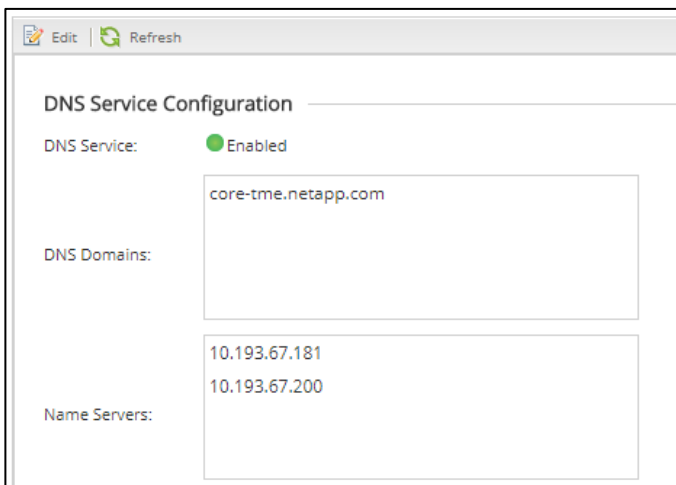 Edit Refresh
DNS Service Configuration
DNS Service: Enabled
core-tme.netapp.com
DNS Domains:
10.193.67.181
10.193.67.200
Name Servers: